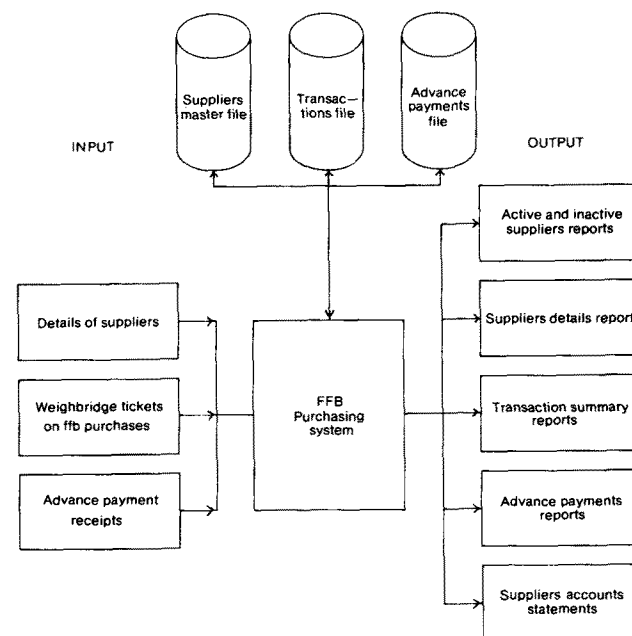 Suppliers
master file
Transac—
tions file
Advance
payments
file
INPUT
OUTPUT
Active and inactive
suppliers reports
Details of suppliers
Suppliers details report
Weighbridge tickets
on ffb purchases
FFB
Purchasing
system
Transaction summary
reports
Advance payment
receipts
Advance payments
reports
Suppliers accounts
statements